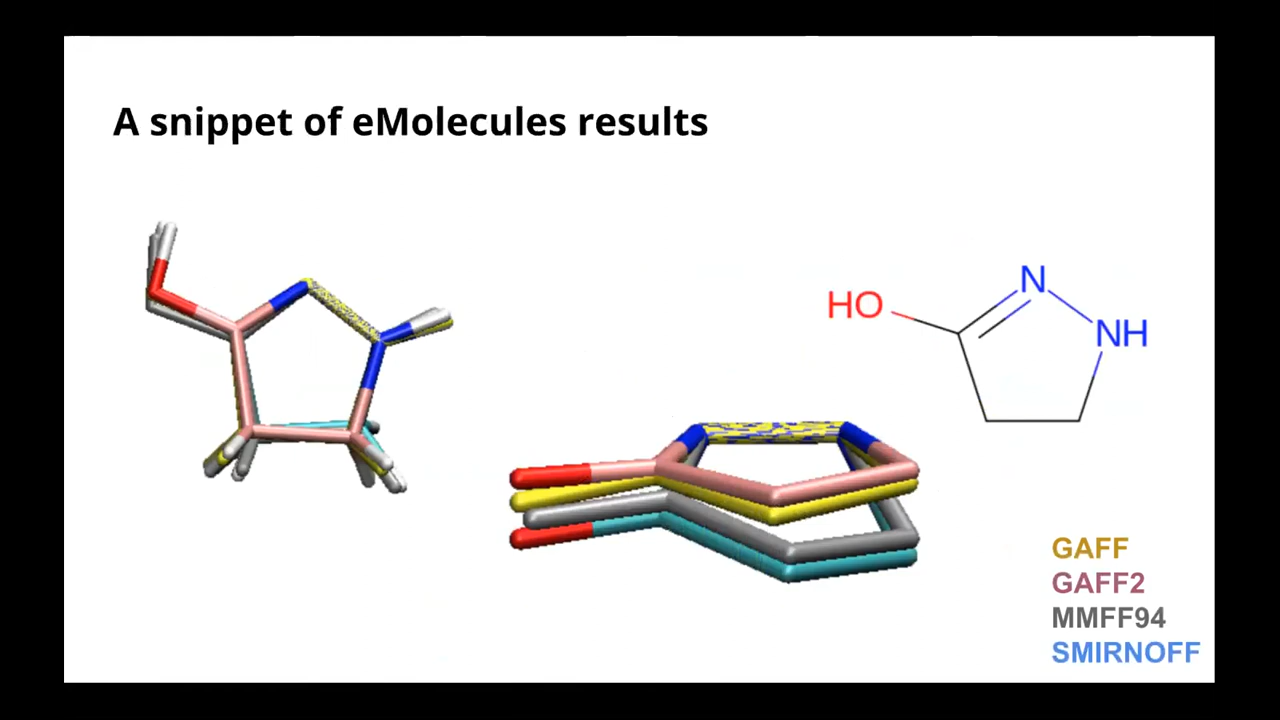 A snippet of eMolecules results
HO
N
NH
GAFF
GAFF2
MMFF94
SMIRNOFF